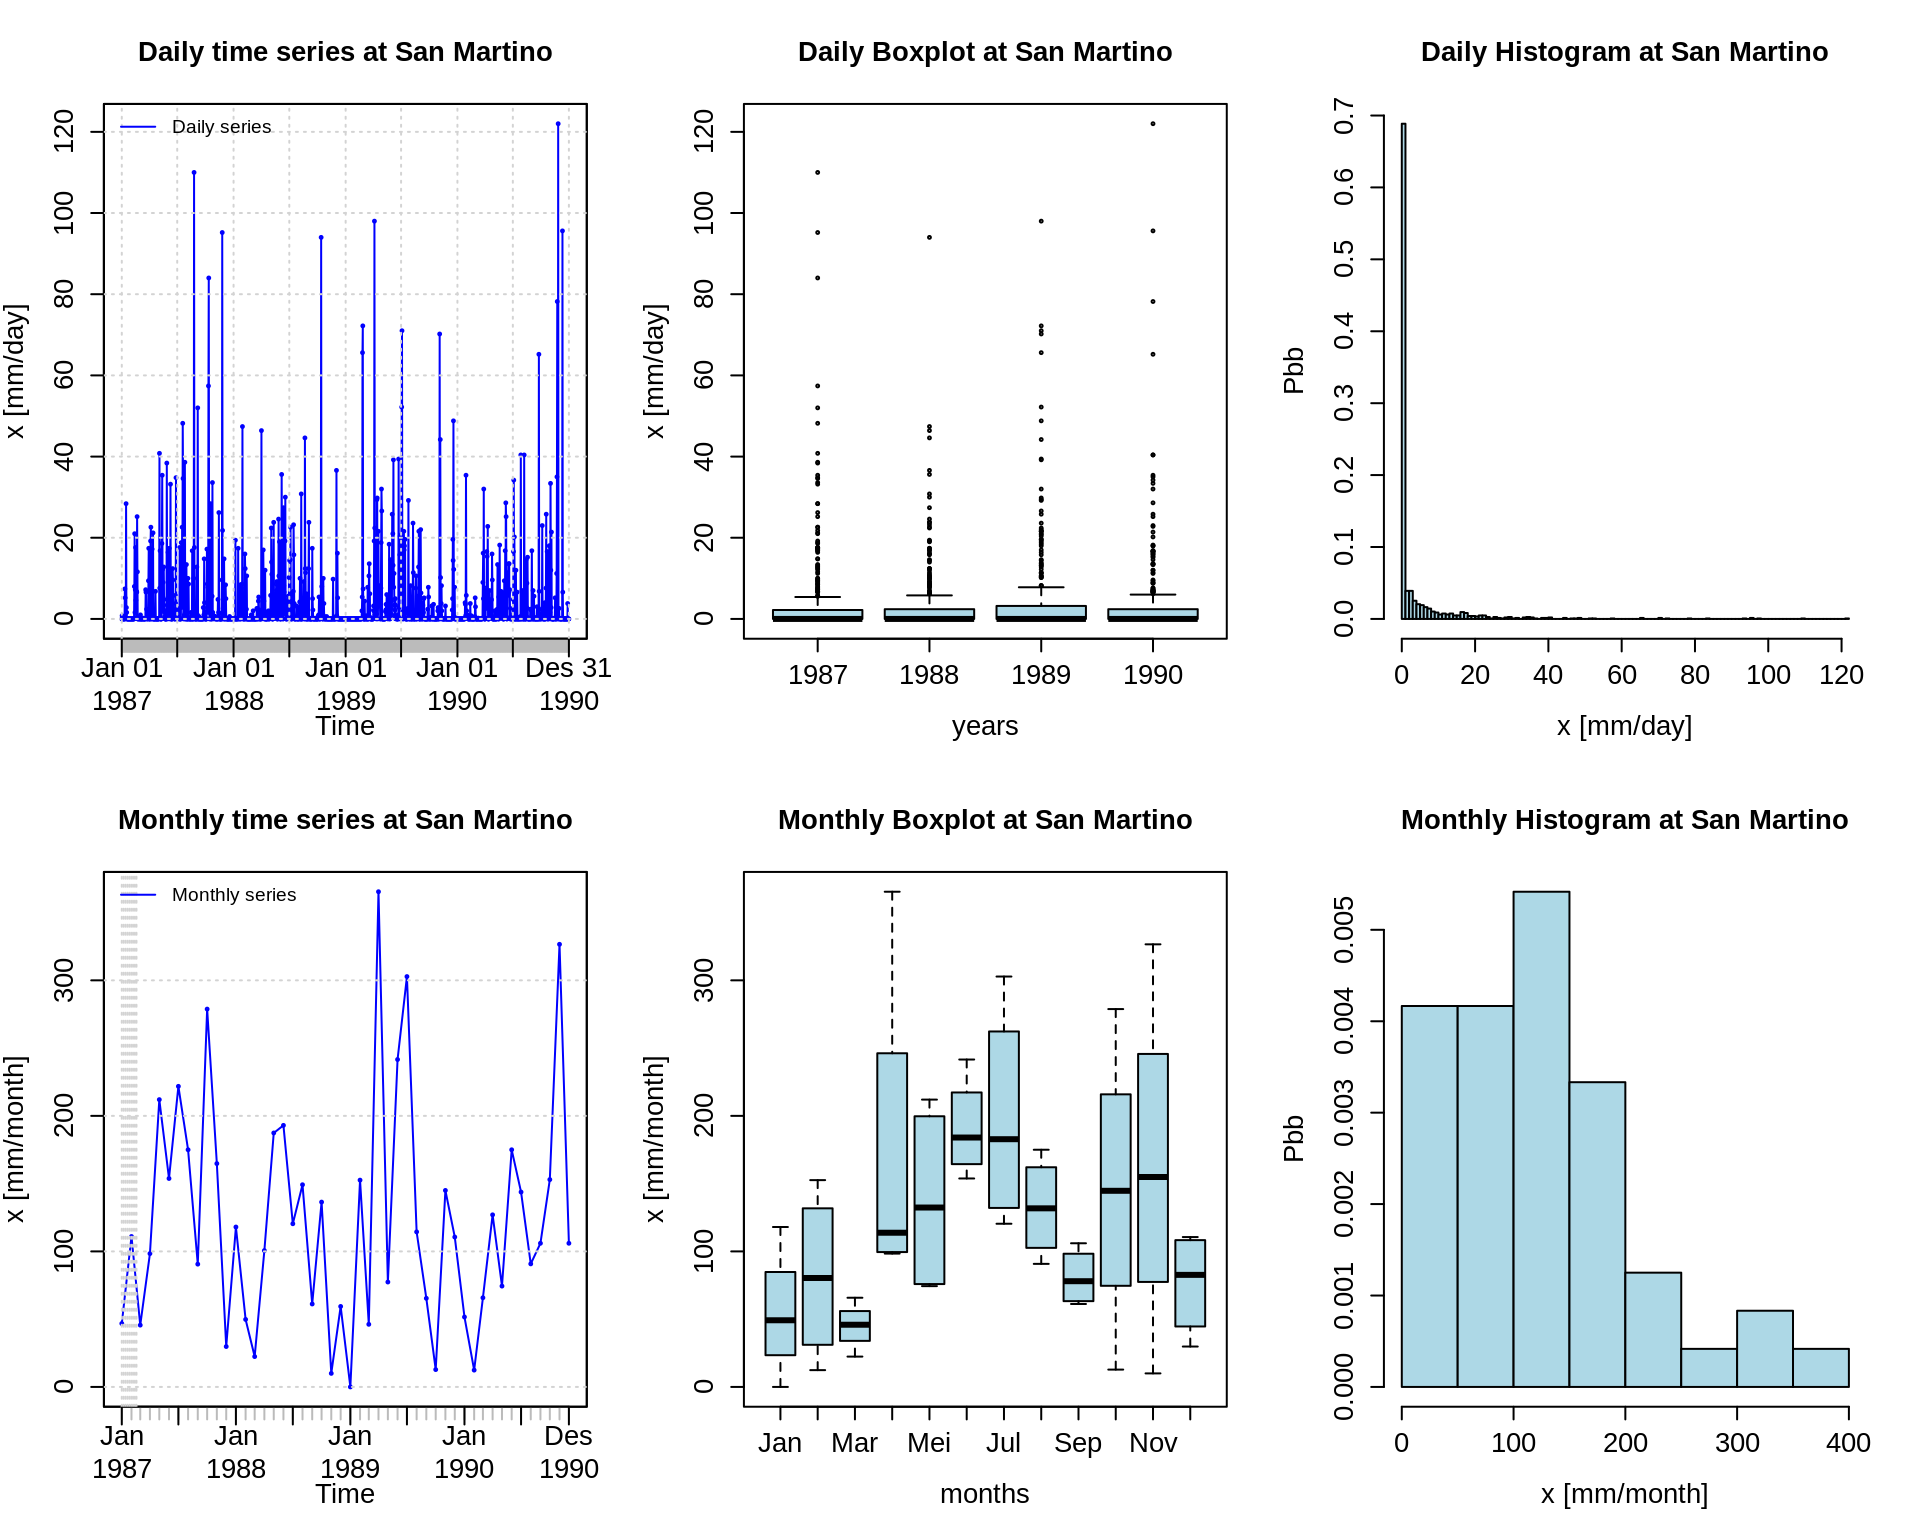 Daily time series at San Martino
x [mm/day]
0
20
40
60
80
100
120
Daily series
Jan 01 Jan 01 Jan 01 Jan 01 Des 31
1987 1988 1989 1990 1990
Time
Daily Boxplot at San Martino
x [mm/day]
0
20
40
60
80
100
120
1987 1988 1989 1990
years
Daily Histogram at San Martino
Pbb
0.0
0.1
0.2
0.3
0.4
0.5
0.6
0.7
0 20 40 60 80 100 120
x [mm/day]
Monthly time series at San Martino
x [mm/month]
0
100
200
300
Monthly series
Jan Jan Jan Jan Des
1987 1988 1989 1990 1990
Time
Monthly Boxplot at San Martino
x [mm/month]
0
100
200
300
Jan Mar Mei Jul Sep Nov
months
Monthly Histogram at San Martino
Pbb
0.000
0.001
0.002
0.003
0.004
0.005
0 100 200 300 400
x [mm/month]